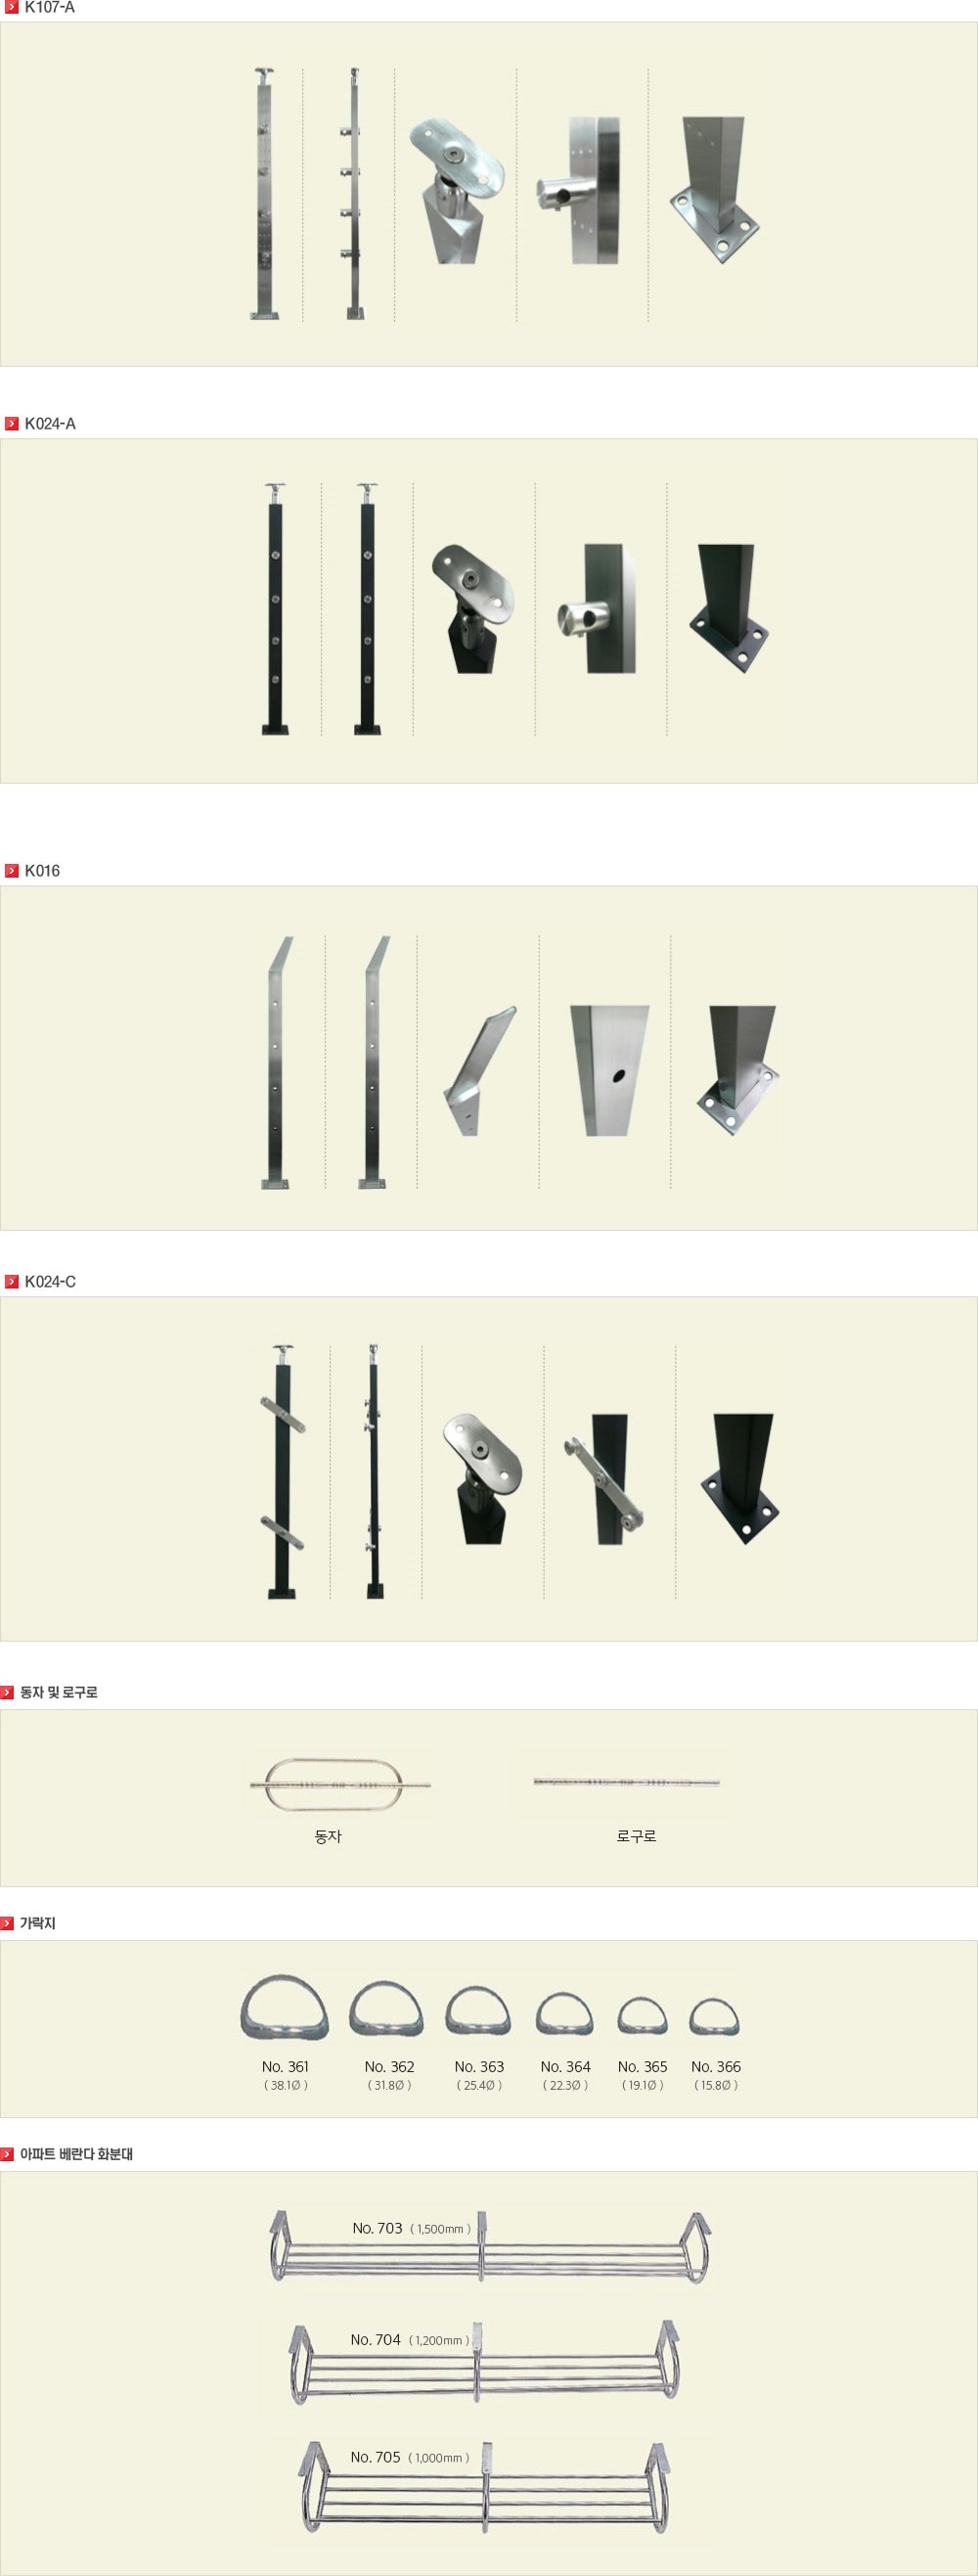 K107-A
K024-A
K016
K024-C
동자 및 로구로
동자 로구로
가락지
No. 361 No. 362 No. 363 No. 364 No. 365 No. 366
( 38.1Ø ) ( 31.8Ø ) ( 25.4Ø ) ( 22.3Ø ) ( 19.1Ø ) ( 15.8Ø )
아파트 베란다 화분대
No. 703 ( 1,500mm )
No. 704 ( 1,200mm )
No. 705 ( 1,000mm )